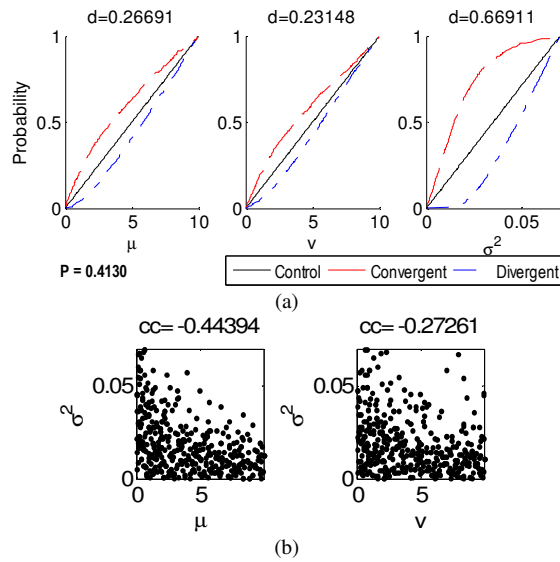 d=0.26691 d=0.23148 d=0.66911
Probability
1 1 1
0.5 0.5 0.5
0 0 0
0 5 10 0 5 10 0 0.05
μ ν σ²
P = 0.4130
Control Convergent Divergent
(a)
cc= -0.44394 cc= -0.27261
σ² σ²
0.05 0.05
0 0
0 5 0 5
μ ν
(b)